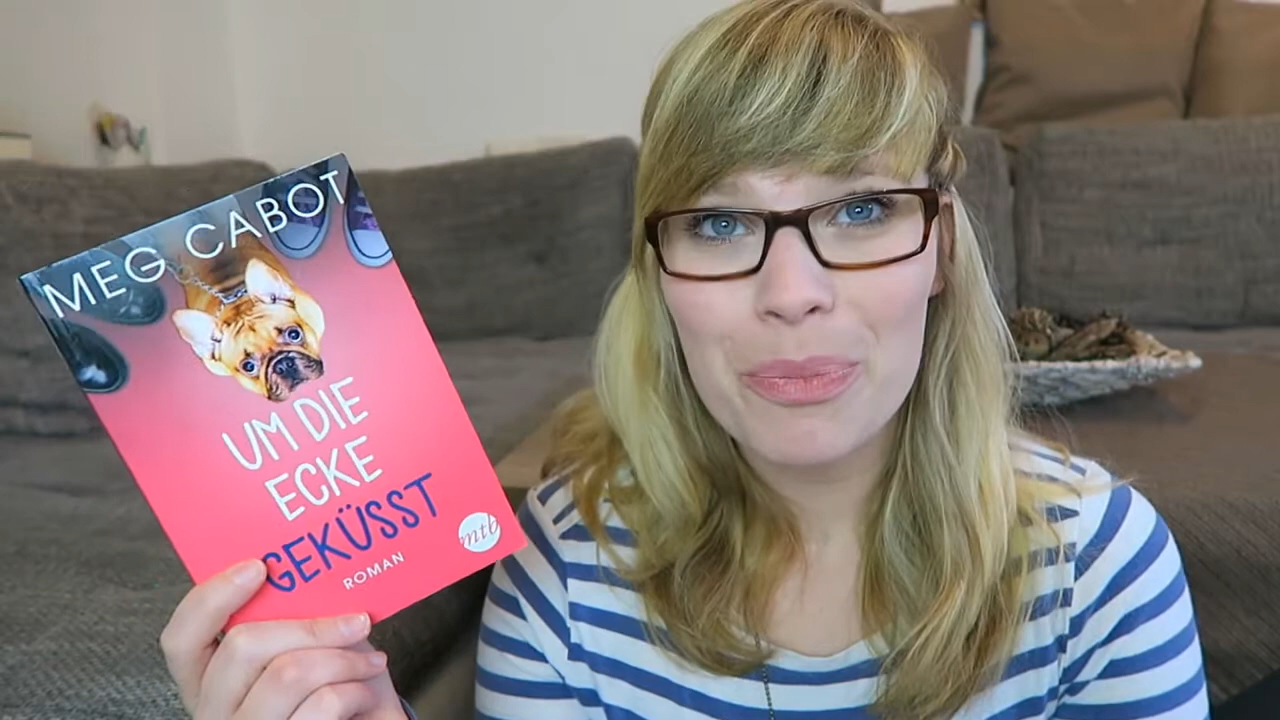 MEG CABOT
UM DIE
ECKE
GEKÜSST
mtb
ROMAN